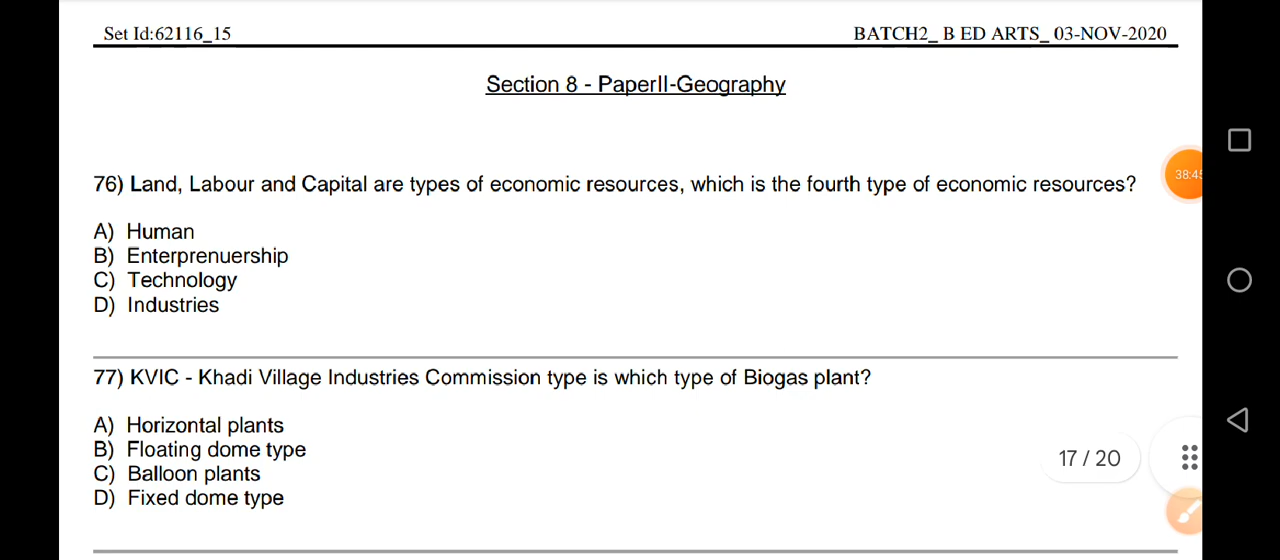 Set Id:62116_15
BATCH2_ B ED ARTS_ 03-NOV-2020
Section 8 - PaperII-Geography
76) Land, Labour and Capital are types of economic resources, which is the fourth type of economic resources?
38:45
A) Human
B) Enterprenuership
C) Technology
D) Industries
77) KVIC - Khadi Village Industries Commission type is which type of Biogas plant?
A) Horizontal plants
B) Floating dome type
C) Balloon plants
D) Fixed dome type
17 / 20